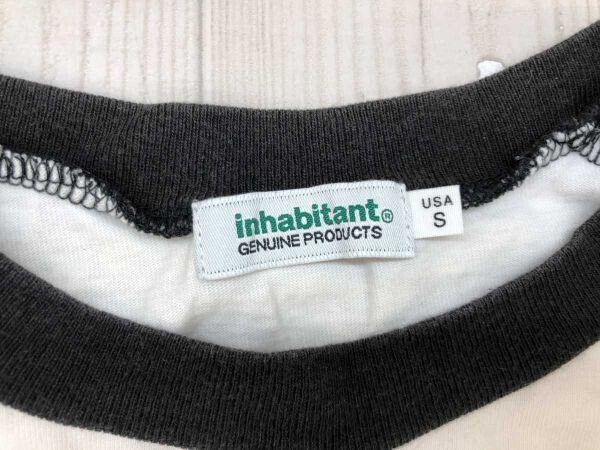 inhabitant®
GENUINE PRODUCTS
USA
S